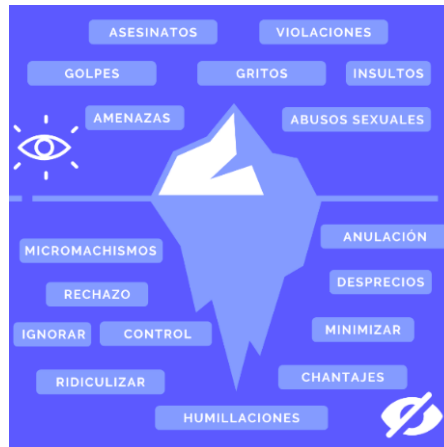 ASESINATOS
VIOLACIONES
GOLPES
GRITOS
INSULTOS
AMENAZAS
ABUSOS SEXUALES
ANULACIÓN
MICROMACHISMOS
DESPRECIOS
RECHAZO
IGNORAR
CONTROL
MINIMIZAR
RIDICULIZAR
CHANTAJES
HUMILLACIONES